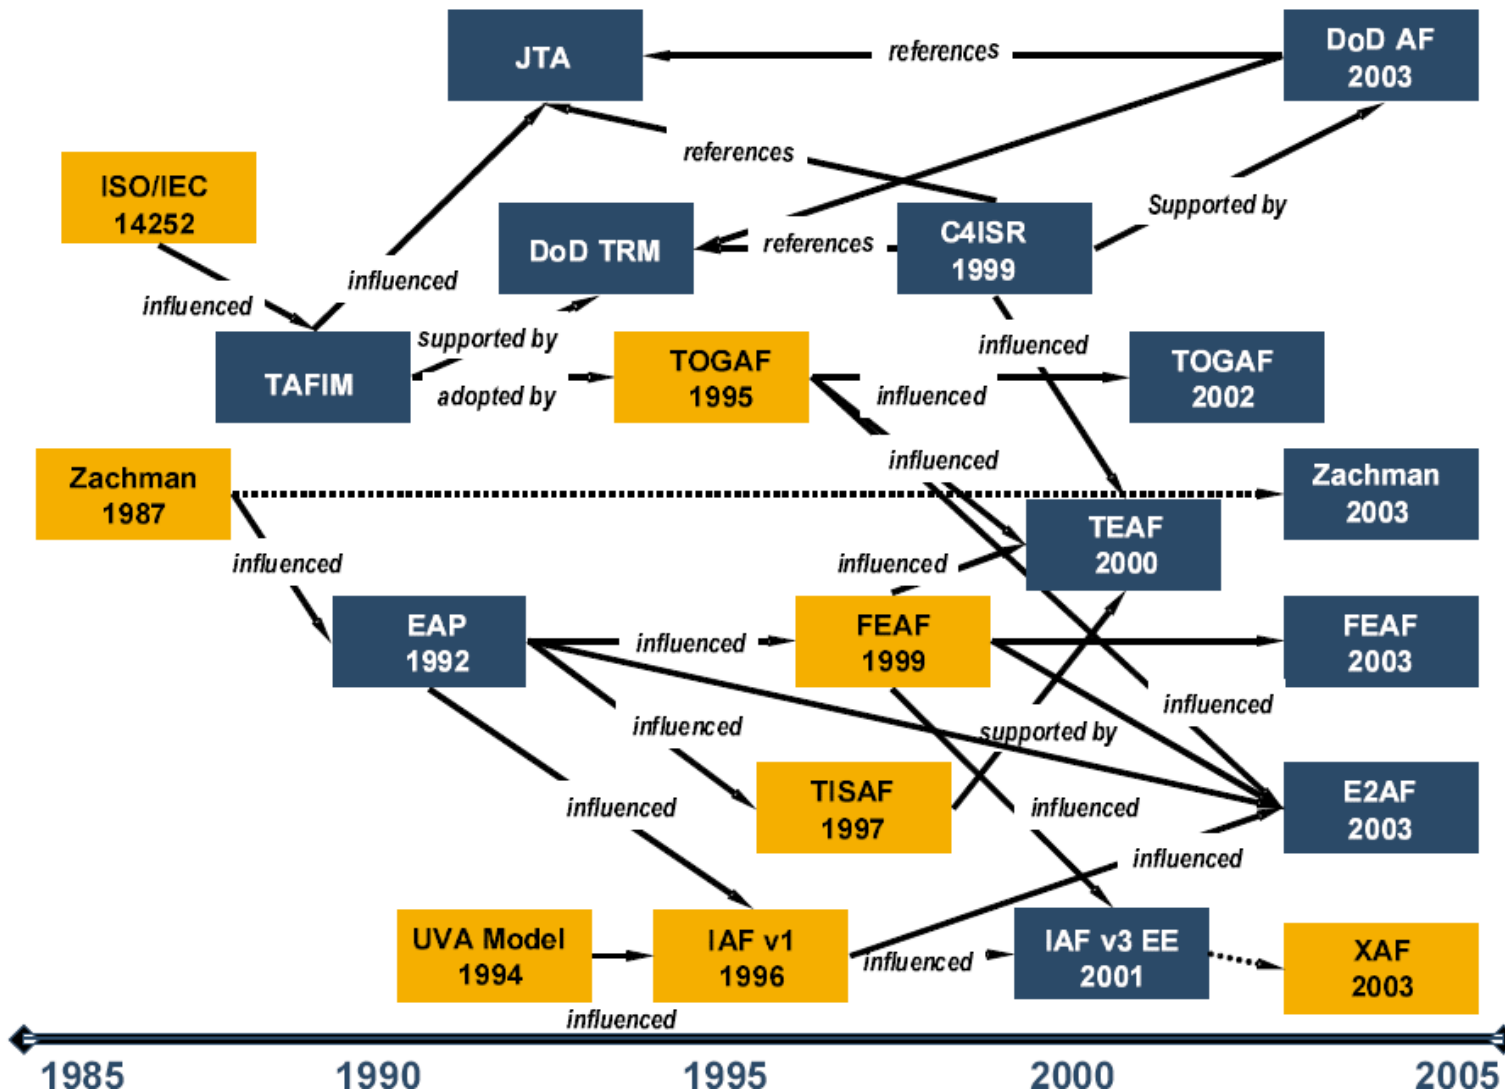 JTA
references
DoD AF
2003
references
ISO/IEC
14252
Supported by
C4ISR
1999
DoD TRM
references
influenced
influenced
supported by
influenced
TAFIM
adopted by
TOGAF
1995
influenced
TOGAF
2002
influenced
Zachman
1987
Zachman
2003
TEAF
2000
influenced
influenced
EAP
1992
influenced
FEAF
1999
FEAF
2003
influenced
influenced
supported by
TISAF
1997
E2AF
2003
influenced
influenced
influenced
UVA Model
1994
IAF v1
1996
influenced
IAF v3 EE
2001
XAF
2003
influenced
1985
1990
1995
2000
2005